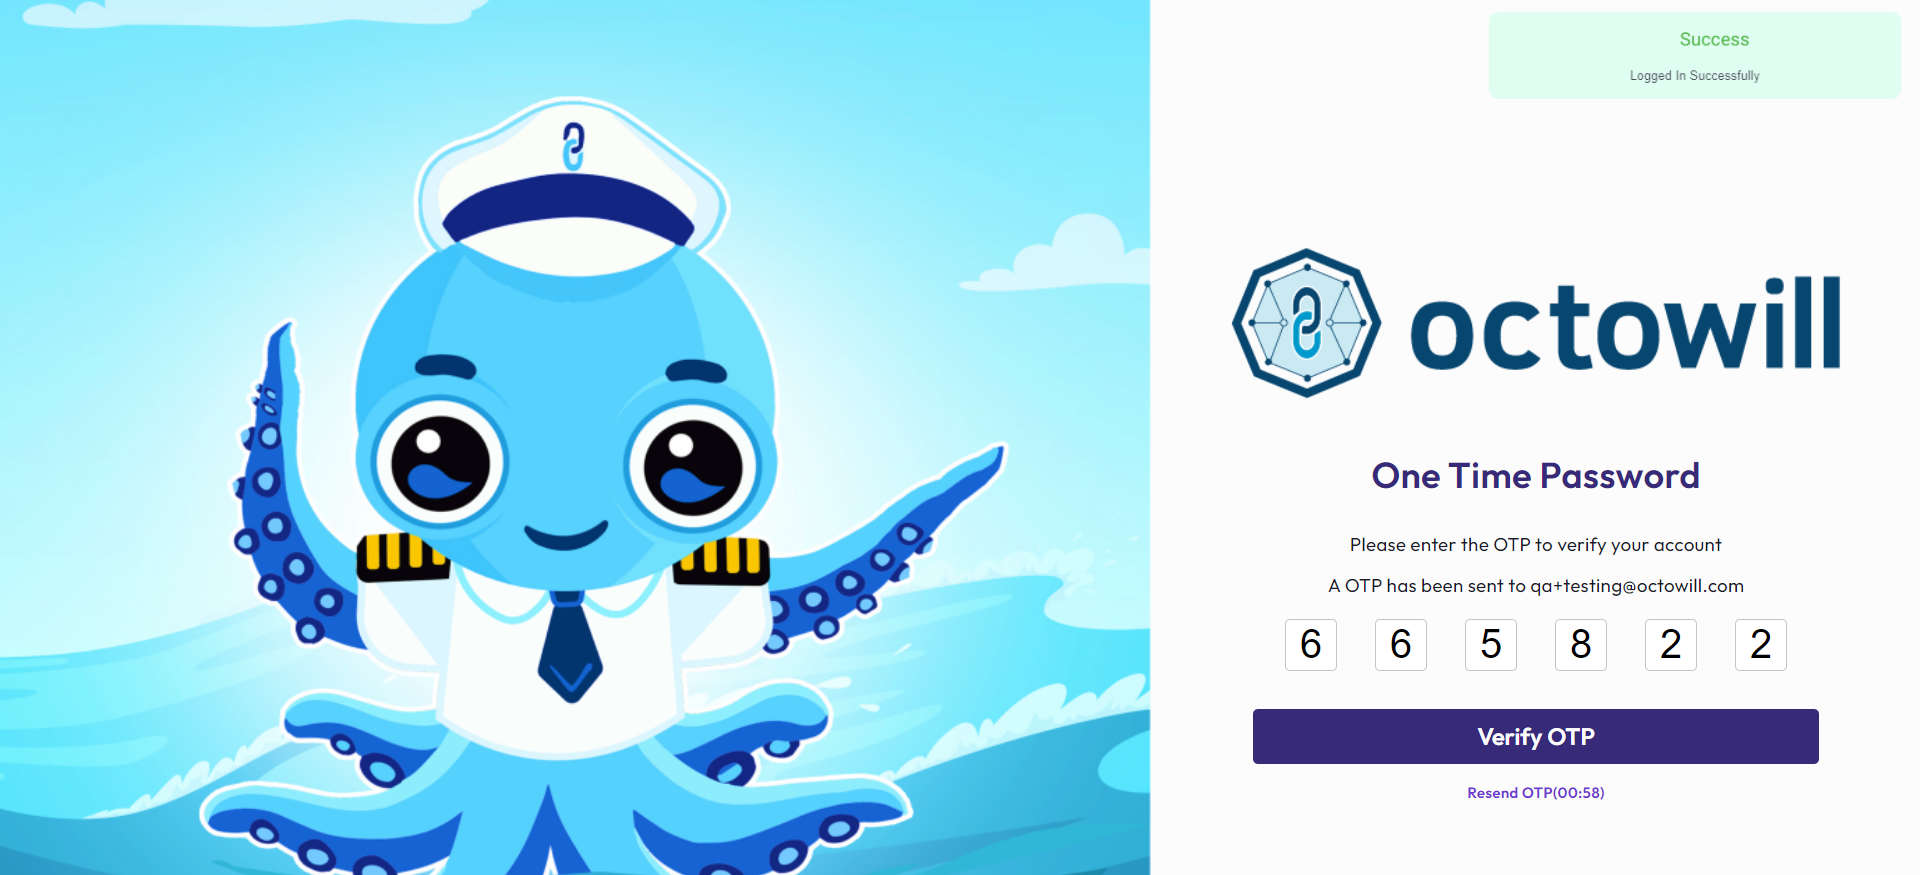 Success
Logged In Successfully
octowill
One Time Password
Please enter the OTP to verify your account
A OTP has been sent to qa+testing@octowill.com
6 6 5 8 2 2
Verify OTP
Resend OTP(00:58)